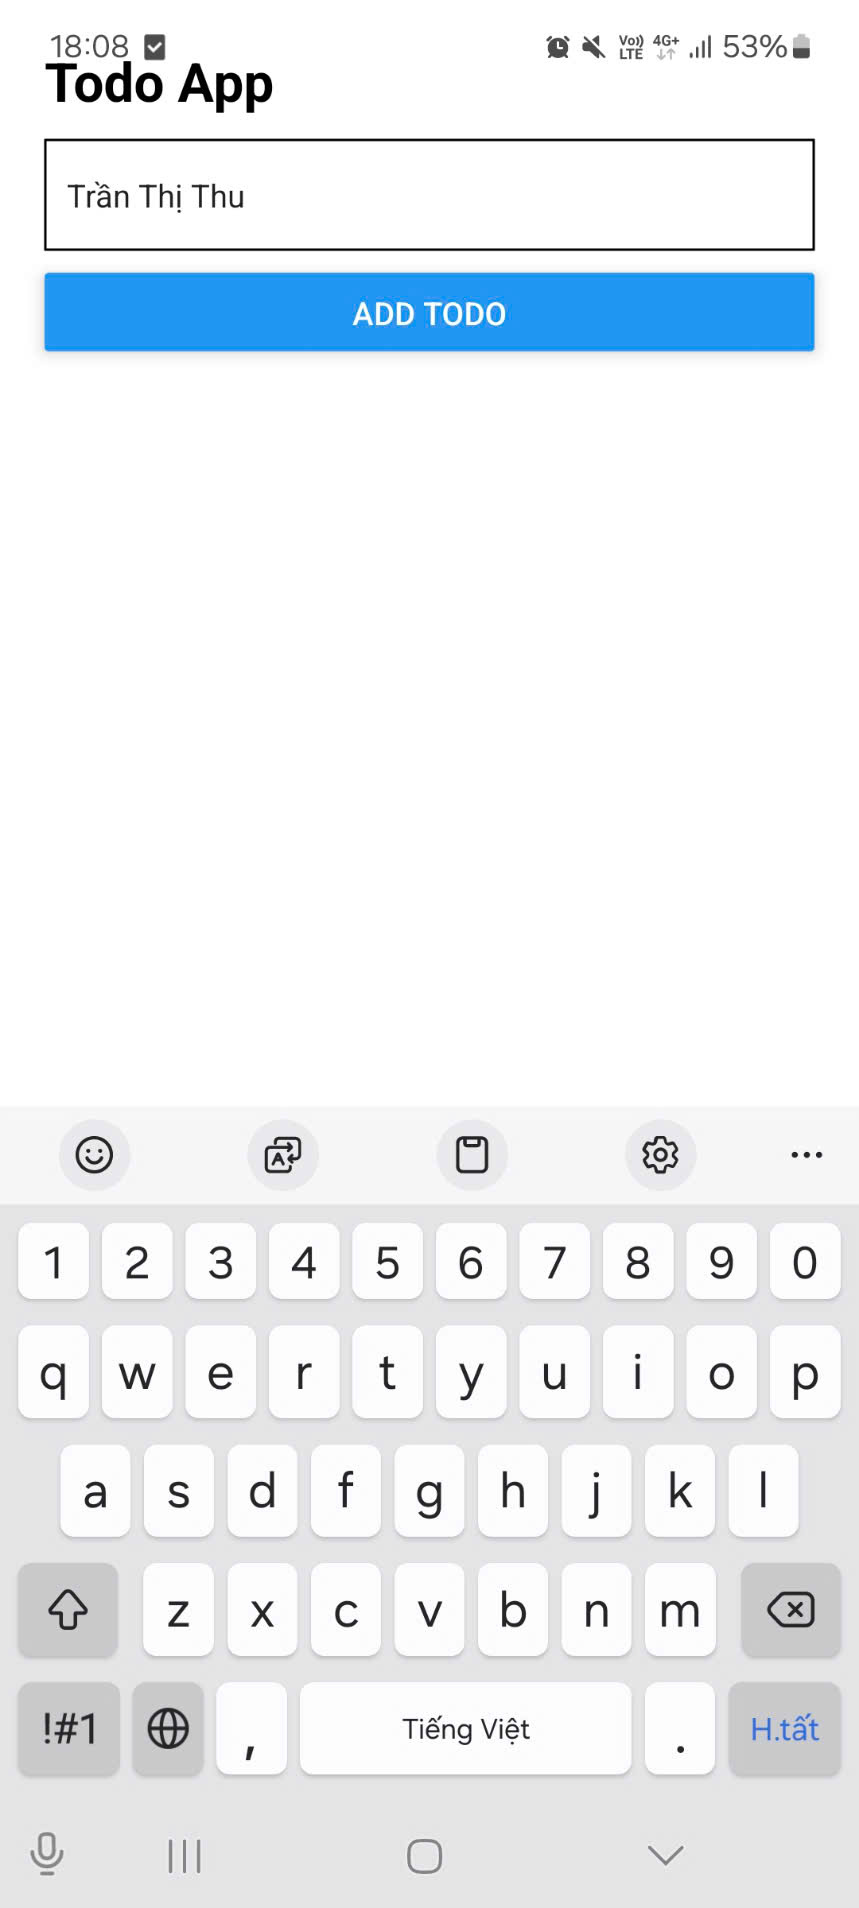 18:08 Vo)) LTE 4G+ 53%
Todo App
Trần Thị Thu
ADD TODO
A
1 2 3 4 5 6 7 8 9 0
q w e r t y u i o p
a s d f g h j k l
z x c v b n m
!#1 , Tiếng Việt . H.tất